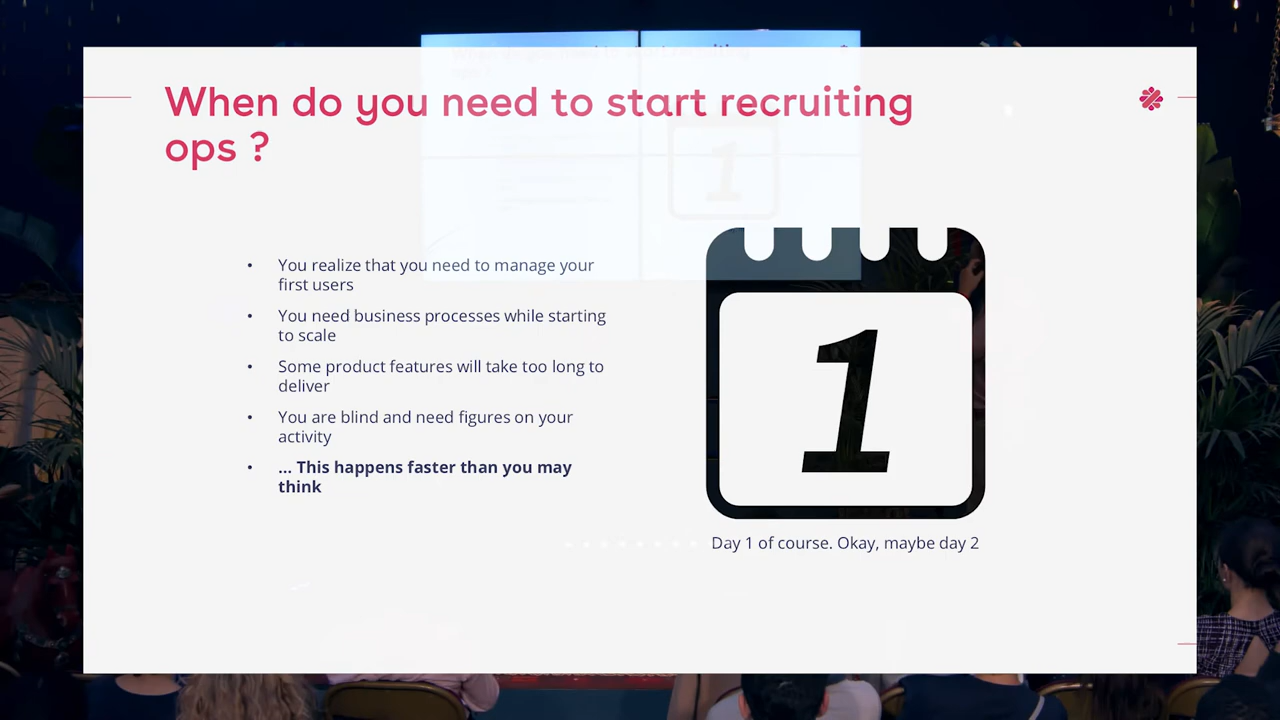 When do you need to start recruiting
ops ?
• You realize that you need to manage your
first users
• You need business processes while starting
to scale
• Some product features will take too long to
deliver
• You are blind and need figures on your
activity
• ... This happens faster than you may
think
1
Day 1 of course. Okay, maybe day 2